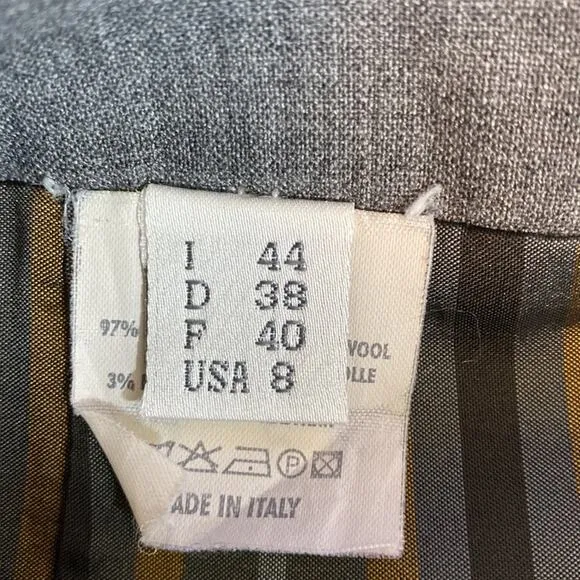 I 44
D 38
F 40
USA 8
97% WOOL
3% OLLE
P
ADE IN ITALY